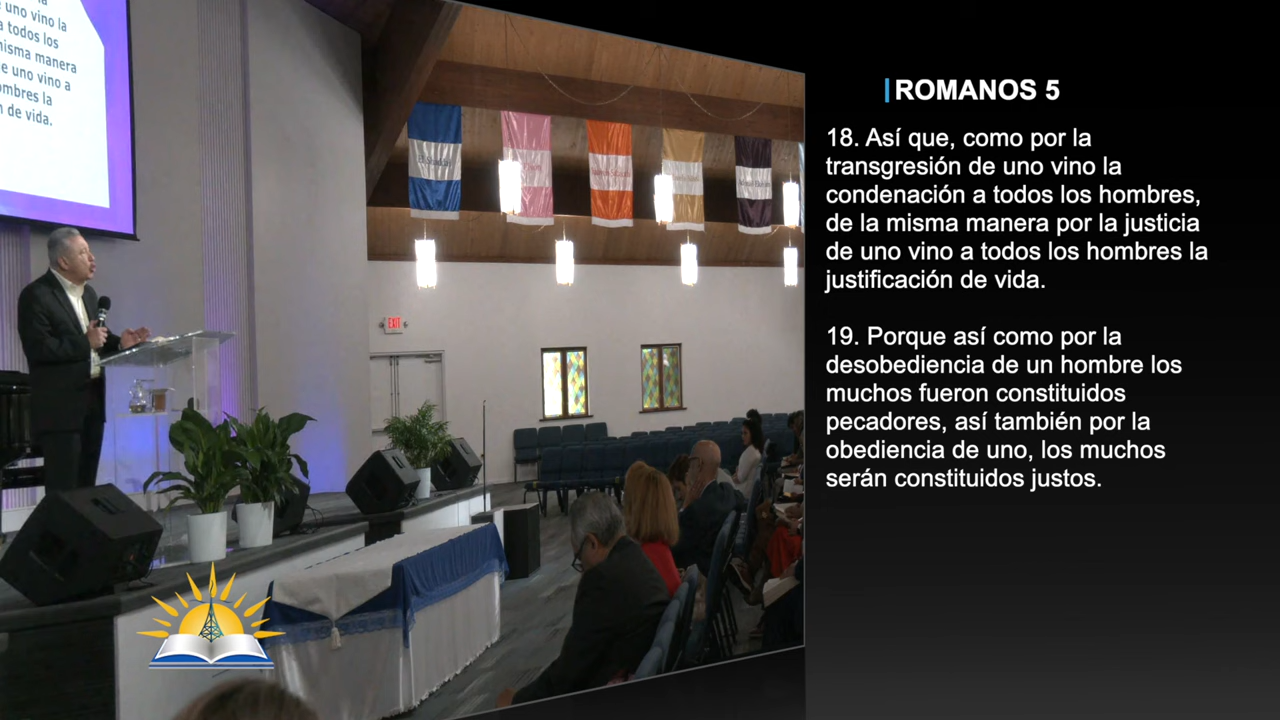 uno vino la
a todos los
misma manera
de uno vino a
hombres la
n de vida.
EXIT
ROMANOS 5
18. Así que, como por la
transgresión de uno vino la
condenación a todos los hombres,
de la misma manera por la justicia
de uno vino a todos los hombres la
justificación de vida.
19. Porque así como por la
desobediencia de un hombre los
muchos fueron constituidos
pecadores, así también por la
obediencia de uno, los muchos
serán constituidos justos.